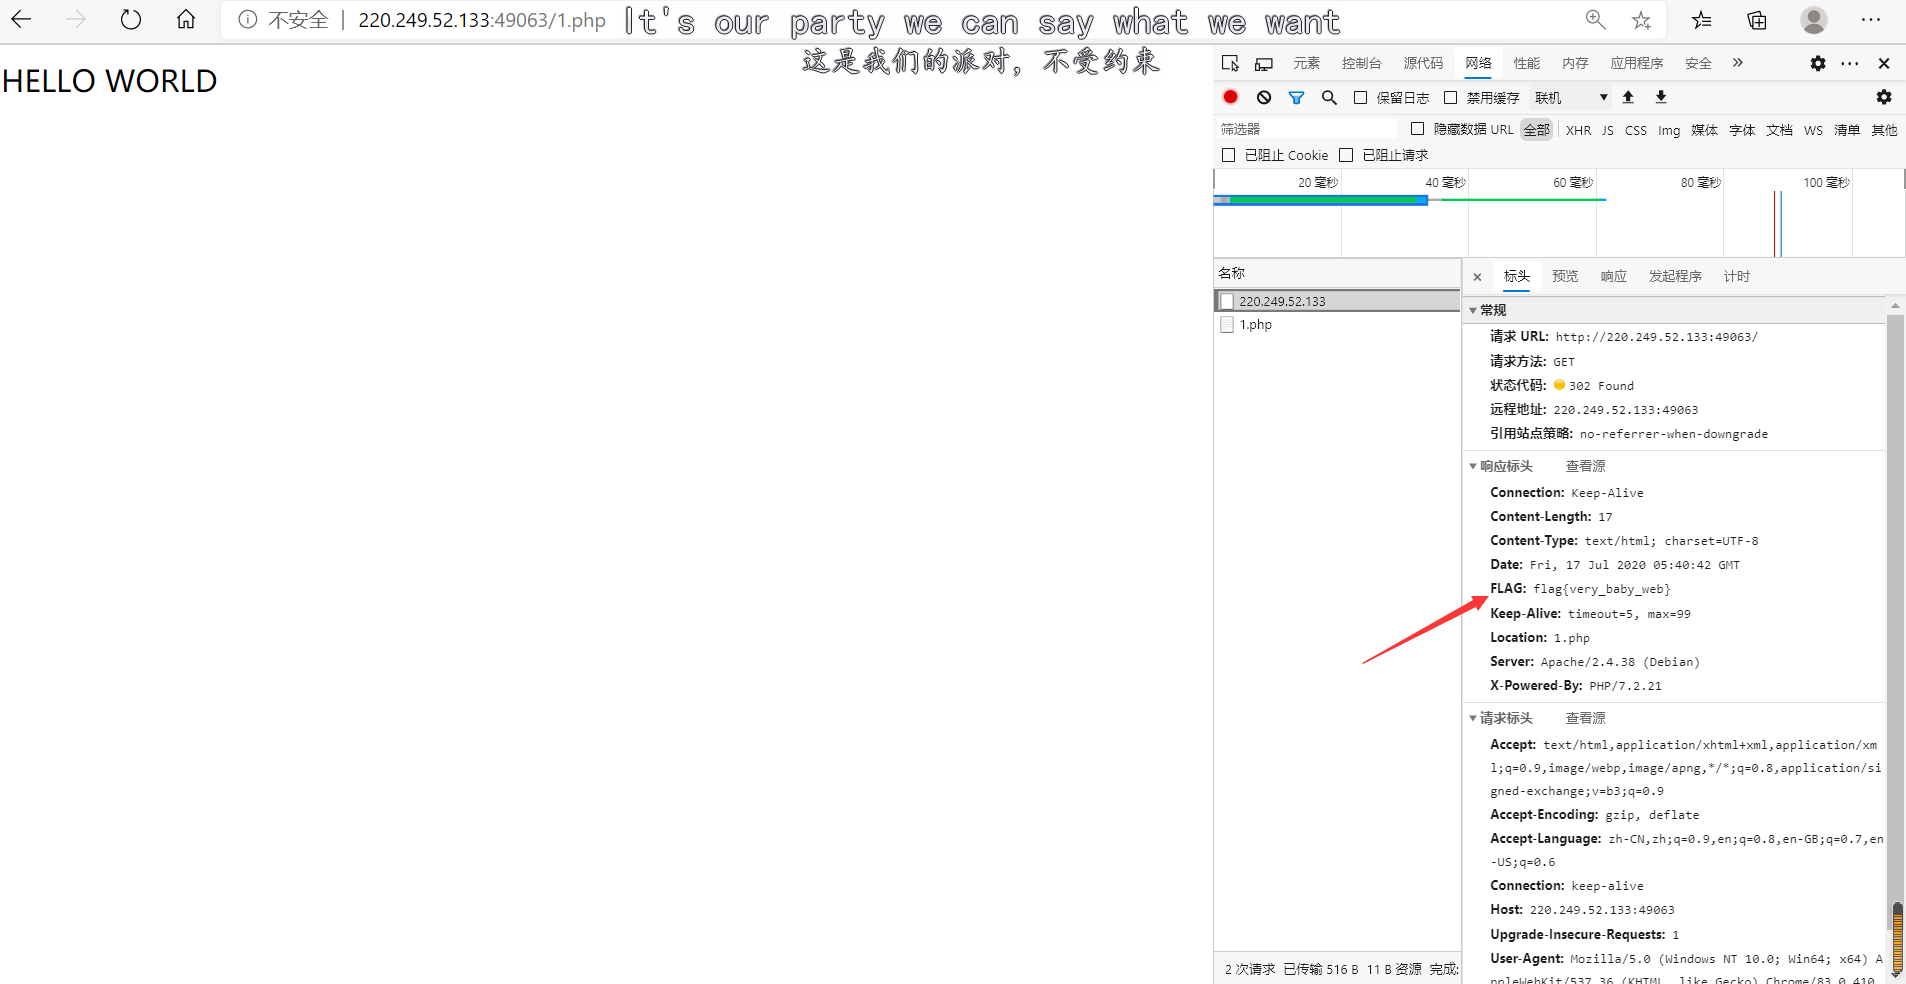 不安全 | 220.249.52.133:49063/1.php
It's our party we can say what we want
这是我们的派对，不受约束
HELLO WORLD
元素 控制台 源代码 网络 性能 内存 应用程序 安全 »
保留日志 禁用缓存 联机
筛选器 隐藏数据 URL 全部 XHR JS CSS Img 媒体 字体 文档 WS 清单 其他
已阻止 Cookie 已阻止请求
20 毫秒 40 毫秒 60 毫秒 80 毫秒 100 毫秒
名称
220.249.52.133
1.php
标头 预览 响应 发起程序 计时
常规
请求 URL: http://220.249.52.133:49063/
请求方法: GET
状态代码: 302 Found
远程地址: 220.249.52.133:49063
引用站点策略: no-referrer-when-downgrade
响应标头 查看源
Connection: Keep-Alive
Content-Length: 17
Content-Type: text/html; charset=UTF-8
Date: Fri, 17 Jul 2020 05:40:42 GMT
FLAG: flag{very_baby_web}
Keep-Alive: timeout=5, max=99
Location: 1.php
Server: Apache/2.4.38 (Debian)
X-Powered-By: PHP/7.2.21
请求标头 查看源
Accept: text/html,application/xhtml+xml,application/xm
l;q=0.9,image/webp,image/apng,*/*;q=0.8,application/si
gned-exchange;v=b3;q=0.9
Accept-Encoding: gzip, deflate
Accept-Language: zh-CN,zh;q=0.9,en;q=0.8,en-GB;q=0.7,en
-US;q=0.6
Connection: keep-alive
Host: 220.249.52.133:49063
Upgrade-Insecure-Requests: 1
User-Agent: Mozilla/5.0 (Windows NT 10.0; Win64; x64) A
ppleWebKit/537.36 (KHTML, like Gecko) Chrome/83.0.410
2 次请求 已传输 516 B 11 B 资源 完成: